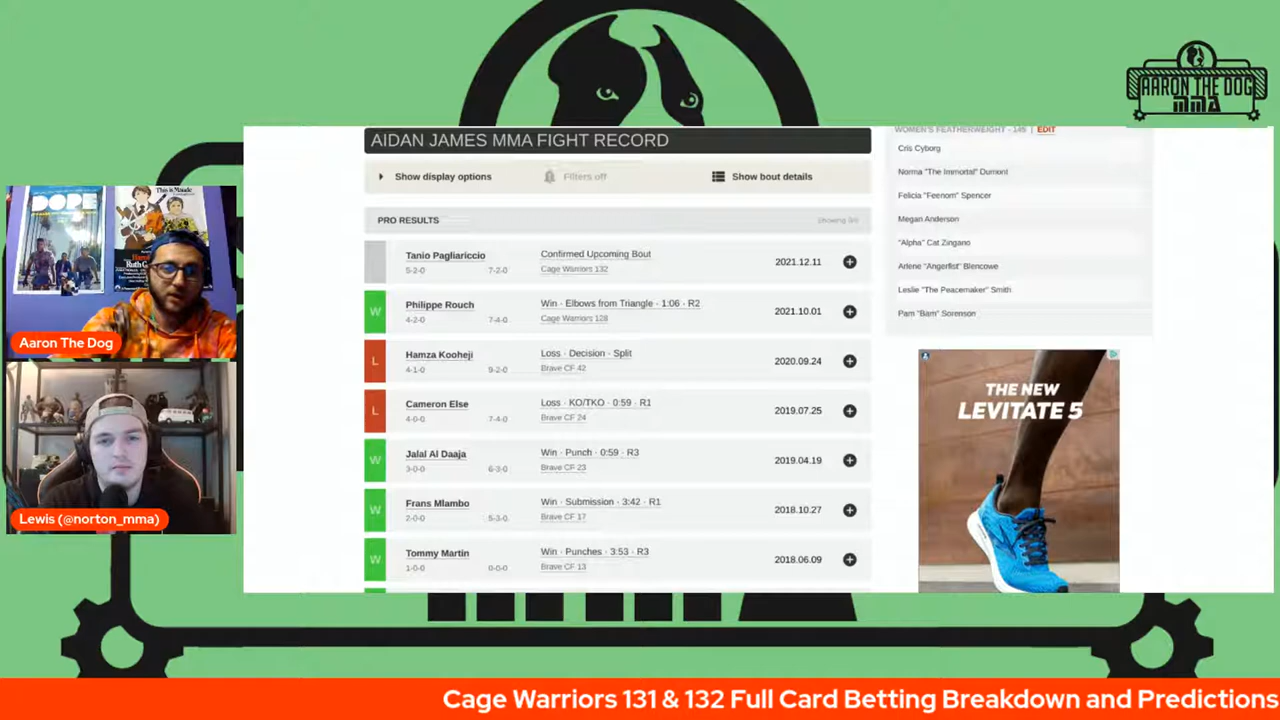 AARON THE DOG
MMA
DOPE
This is Maude
Ruth G
Aaron The Dog
Lewis (@norton_mma)
AIDAN JAMES MMA FIGHT RECORD
Show display options
Filters off
Show bout details
PRO RESULTS
Tanio Pagliariccio
Confirmed Upcoming Bout
2021.12.11
5-2-0
7-2-0
Cage Warriors 132
W
Philippe Rouch
Win · Elbows from Triangle · 1:06 · R2
2021.10.01
4-2-0
7-4-0
Cage Warriors 128
L
Hamza Kooheji
Loss · Decision · Split
2020.09.24
4-1-0
9-2-0
Brave CF 42
L
Cameron Else
Loss · KO/TKO · 0:59 · R1
2019.07.25
4-0-0
7-4-0
Brave CF 24
W
Jalal Al Daaja
Win · Punch · 0:59 · R3
2019.04.19
3-0-0
6-3-0
Brave CF 23
W
Frans Mlambo
Win · Submission · 3:42 · R1
2018.10.27
2-0-0
5-3-0
Brave CF 17
W
Tommy Martin
Win · Punches · 3:53 · R3
2018.06.09
1-0-0
0-0-0
Brave CF 13
WOMEN'S FEATHERWEIGHT - 145 | EDIT
Cris Cyborg
Norma "The Immortal" Dumont
Felicia "Feenom" Spencer
Megan Anderson
"Alpha" Cat Zingano
Arlene "Angerfist" Blencowe
Leslie "The Peacemaker" Smith
Pam "Bam" Sorenson
THE NEW
LEVITATE 5
Cage Warriors 131 & 132 Full Card Betting Breakdown and Predictions